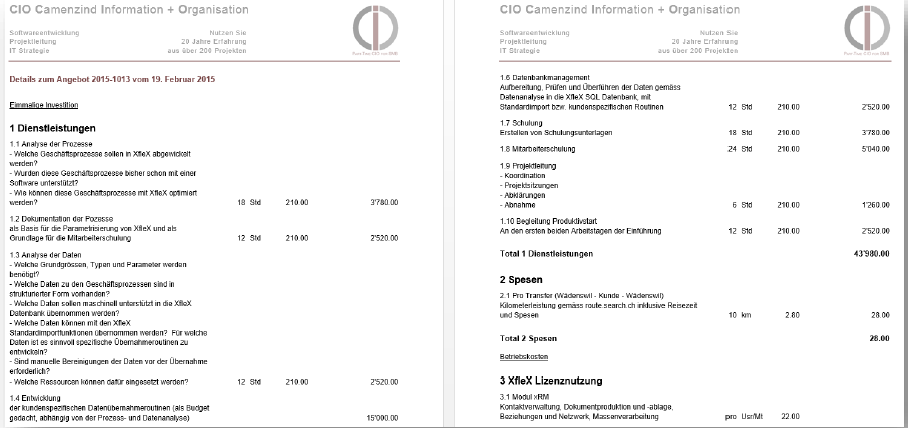 CIO Camenzind Information + Organisation
Softwareentwicklung Nutzen Sie
Projektleitung 20 Jahre Erfahrung
IT Strategie aus über 200 Projekten
Details zum Angebot 2015-1013 vom 19. Februar 2015
Eimmalige Investition
1 Dienstleistungen
1.1 Analyse der Prozesse
- Welche Geschäftsprozesse sollen in XfleX abgewickelt
werden?
- Wurden diese Geschäftsprozesse bisher schon mit einer
Software unterstützt?
- Wie können diese Geschäftsprozesse mit XfleX optimiert
werden? 18 Std 210.00 3'780.00
1.2 Dokumentation der Pozesse
als Basis für die Parametrisierung von XfleX und als
Grundlage für die Mitarbeiterschulung 12 Std 210.00 2'520.00
1.3 Analyse der Daten
- Welche Grundgrössen, Typen und Parameter werden
benötigt?
- Welche Daten zu den Geschäftsprozessen sind in
strukturierter Form vorhanden?
- Welche Daten sollen maschinell unterstützt in die XfleX
Datenbank übernommen werden?
- Welche Daten können mit den XfleX
Standardimportfunktionen übernommen werden? Für welche
Daten ist es sinnvoll spezifische Übernahmeroutinen zu
entwickeln?
- Sind manuelle Bereinigungen der Daten vor der Übernahme
erforderlich?
- Welche Ressourcen können dafür eingesetzt werden? 12 Std 210.00 2'520.00
1.4 Entwicklung
der kundenspezifischen Datenübernahmeroutinen (als Budget
gedacht, abhängig von der Prozess- und Datenanalyse) 15'000.00
CIO Camenzind Information + Organisation
Softwareentwicklung Nutzen Sie
Projektleitung 20 Jahre Erfahrung
IT Strategie aus über 200 Projekten
1.6 Datenbankmanagement
Aufbereitung, Prüfen und Überführen der Daten gemäss
Datenanalyse in die XfleX SQL Datenbank, mit
Standardimport bzw. kundenspezifischen Routinen 12 Std 210.00 2'520.00
1.7 Schulung
Erstellen von Schulungsunterlagen 18 Std 210.00 3'780.00
1.8 Mitarbeiterschulung 24 Std 210.00 5'040.00
1.9 Projektleitung
- Koordination
- Projektsitzungen
- Abklärungen
- Abnahme 6 Std 210.00 1'260.00
1.10 Begleitung Produktivstart
An den ersten beiden Arbeitstagen der Einführung 12 Std 210.00 2'520.00
Total 1 Dienstleistungen 43'980.00
2 Spesen
2.1 Pro Transfer (Wädenswil - Kunde - Wädenswil)
Kilometerleistung gemäss route.search.ch inklusive Reisezeit
und Spesen 10 km 2.80 28.00
Total 2 Spesen 28.00
Betriebskosten
3 XfleX Lizenznutzung
3.1 Modul xRM
Kontaktverwaltung, Dokumentproduktion und -ablage,
Beziehungen und Netzwerk, Massenverarbeitung pro Usr/Mt 22.00